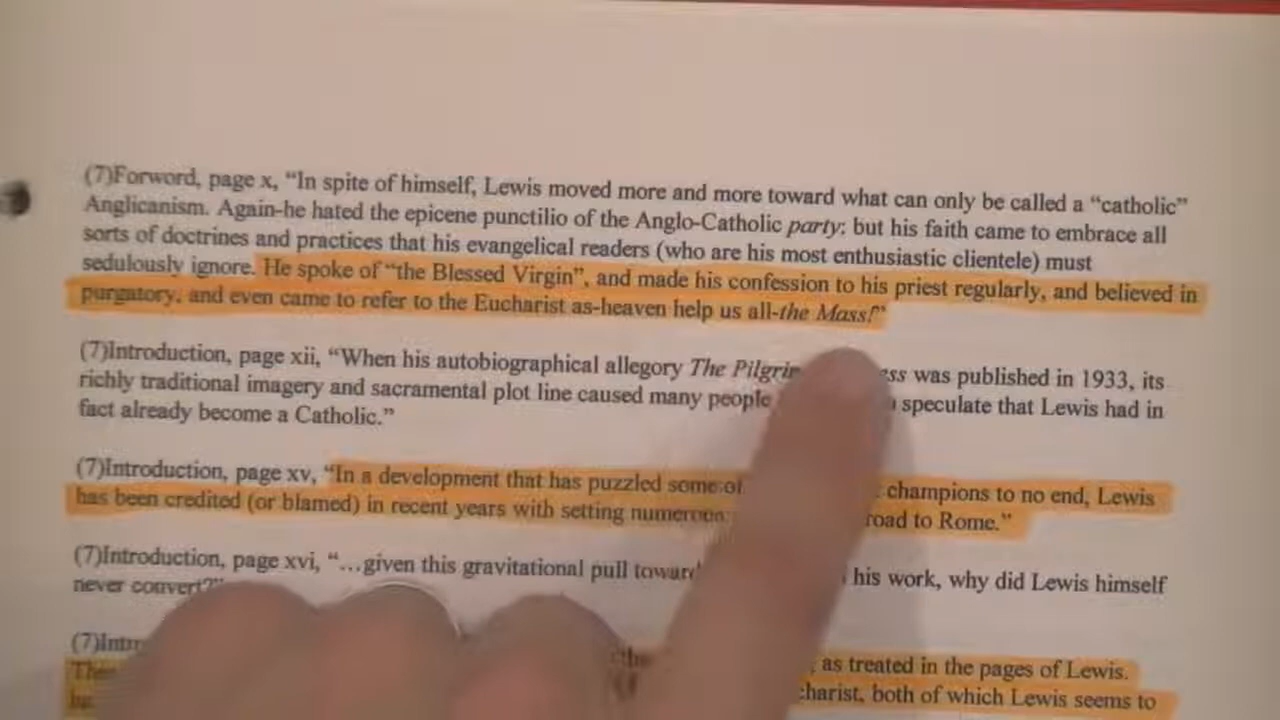 (7)Forword, page x, “In spite of himself, Lewis moved more and more toward what can only be called a “catholic”
Anglicanism. Again-he hated the epicene punctilio of the Anglo-Catholic party; but his faith came to embrace all
sorts of doctrines and practices that his evangelical readers (who are his most enthusiastic clientele) must
sedulously ignore. He spoke of “the Blessed Virgin”, and made his confession to his priest regularly, and believed in
purgatory, and even came to refer to the Eucharist as-heaven help us all-the Mass!”
(7)Introduction, page xii, “When his autobiographical allegory The was published in 1933, its
richly traditional imagery and sacramental plot line caused many people speculate that Lewis had in
fact already become a Catholic.”
(7)Introduction, page xv, “In a development that has puzzled some of champions to no end, Lewis
has been credited (or blamed) in recent years with setting road to Rome.”
(7)Introduction, page xvi, “...given this gravitational pull his work, why did Lewis himself
never convert?”
as treated in the pages of Lewis.
both of which Lewis seems to